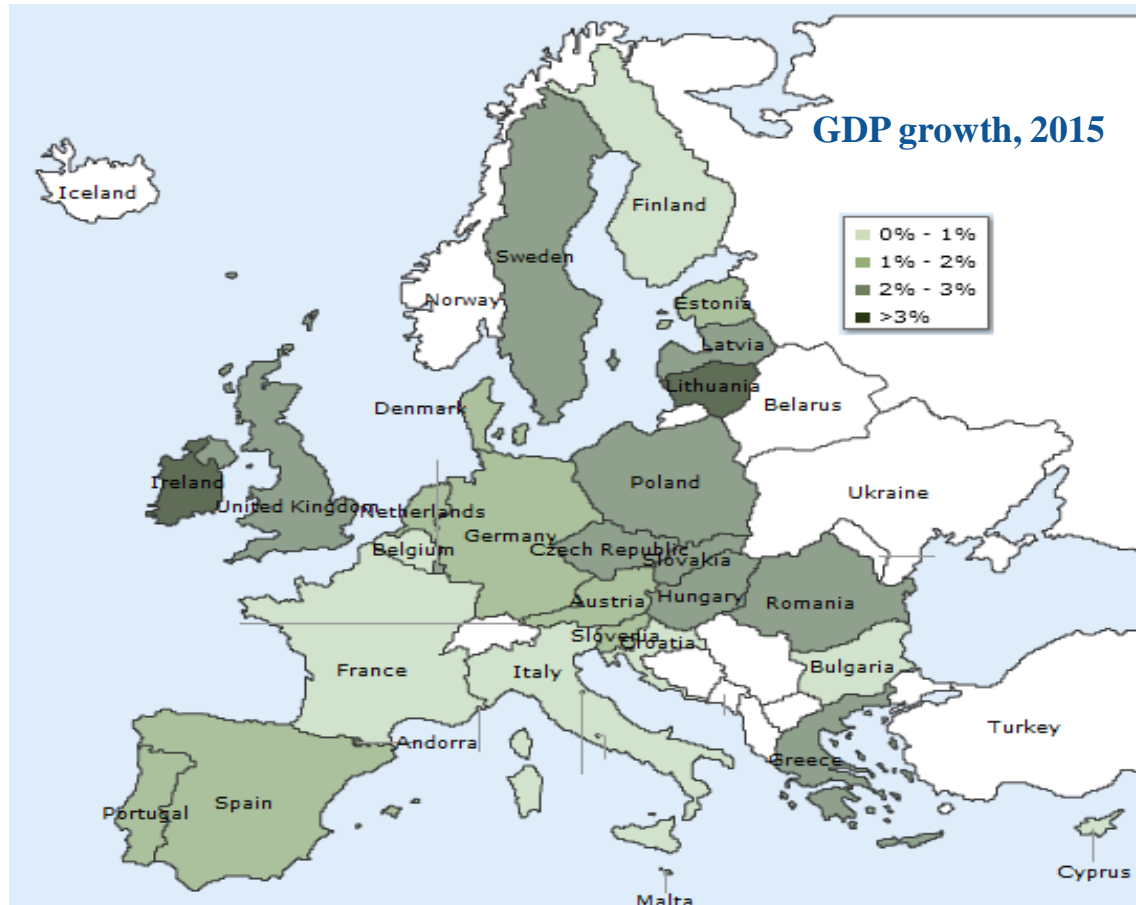 GDP growth, 2015
Iceland
Finland
0% - 1%
1% - 2%
2% - 3%
>3%
Sweden
Norway
Estonia
Latvia
Lithuania
Denmark
Belarus
Ireland
Poland
Ukraine
United Kingdom
Netherlands
Germany
Belgium
Czech Republic
Slovakia
Austria
Hungary
Romania
Slovenia
Croatia
France
Italy
Bulgaria
Turkey
Andorra
Greece
Portugal
Spain
Cyprus
Malta